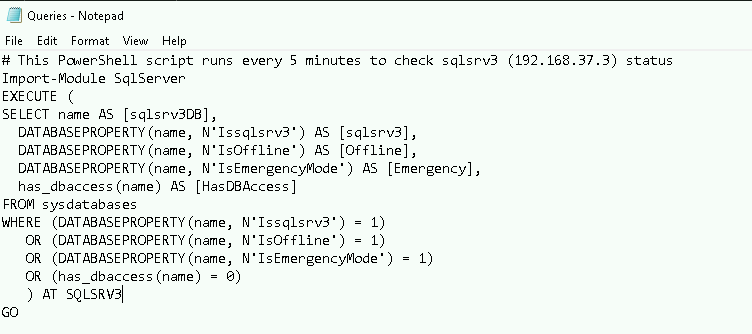 Queries - Notepad
File Edit Format View Help
# This PowerShell script runs every 5 minutes to check sqlsrv3 (192.168.37.3) status
Import-Module SqlServer
EXECUTE (
SELECT name AS [sqlsrv3DB],
  DATABASEPROPERTY(name, N'Issqlsrv3') AS [sqlsrv3],
  DATABASEPROPERTY(name, N'IsOffline') AS [Offline],
  DATABASEPROPERTY(name, N'IsEmergencyMode') AS [Emergency],
  has_dbaccess(name) AS [HasDBAccess]
FROM sysdatabases
WHERE (DATABASEPROPERTY(name, N'Issqlsrv3') = 1)
   OR (DATABASEPROPERTY(name, N'IsOffline') = 1)
   OR (DATABASEPROPERTY(name, N'IsEmergencyMode') = 1)
   OR (has_dbaccess(name) = 0)
   ) AT SQLSRV3
GO